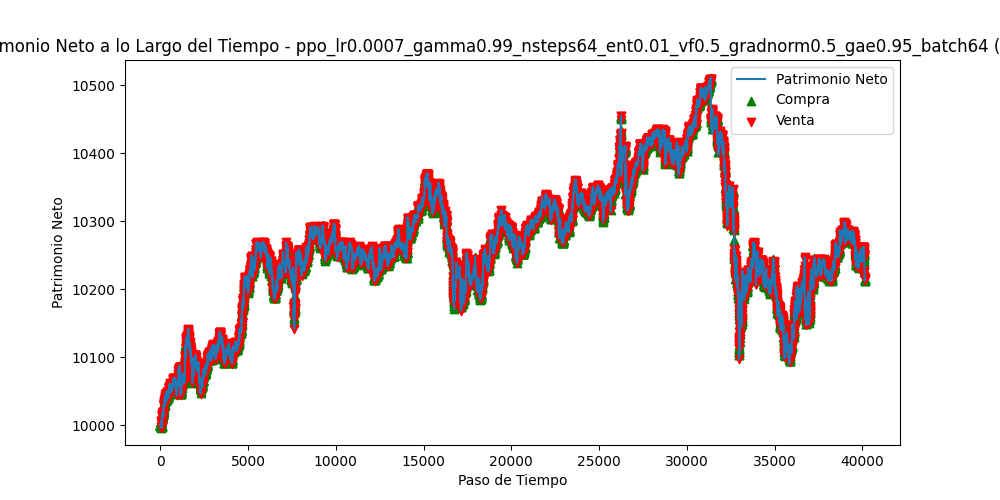 monio Neto a lo Largo del Tiempo - ppo_lr0.0007_gamma0.99_nsteps64_ent0.01_vf0.5_gradnorm0.5_gae0.95_batch64 (
Patrimonio Neto
Compra
Venta
Patrimonio Neto
10500
10400
10300
10200
10100
10000
0 5000 10000 15000 20000 25000 30000 35000 40000
Paso de Tiempo